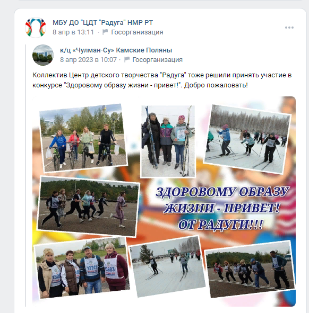 МБУ ДО "ЦДТ "Радуга" НМР РТ
8 апр в 13:11 · Госорганизация
к/ц «Чулман-Су» Камские Поляны
8 апр 2023 в 10:07 · Госорганизация
Коллектив Центр детского творчества "Радуга" тоже решили принять участие в
конкурсе "Здоровому образу жизни - привет!". Добро пожаловать!
ЗДОРОВОМУ ОБРАЗУ
ЖИЗНИ - ПРИВЕТ!
ОТ РАДУГИ!!!